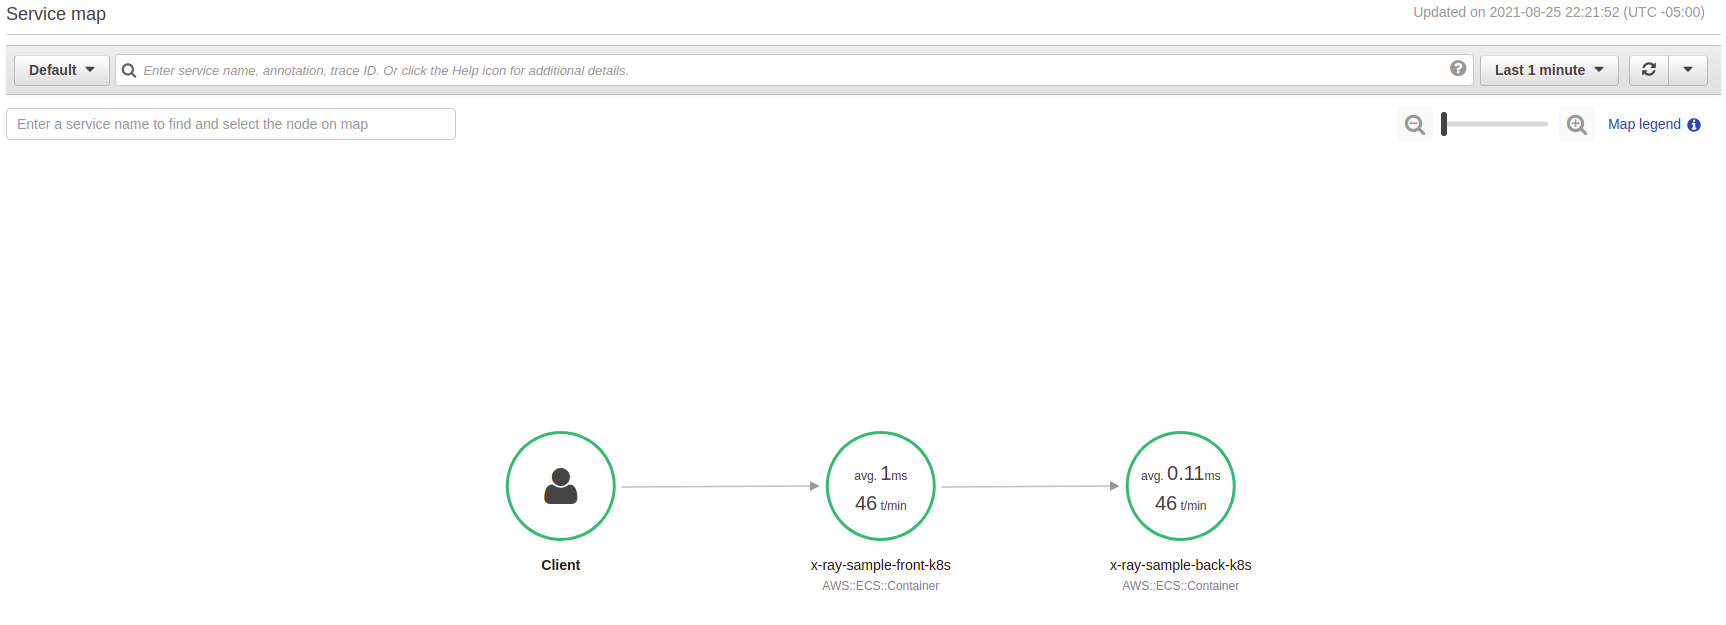 Service map
Updated on 2021-08-25 22:21:52 (UTC -05:00)
Default
Enter service name, annotation, trace ID. Or click the Help icon for additional details.
?
Last 1 minute
Enter a service name to find and select the node on map
Map legend
avg. 1ms
46 t/min
avg. 0.11ms
46 t/min
Client
x-ray-sample-front-k8s
AWS::ECS::Container
x-ray-sample-back-k8s
AWS::ECS::Container